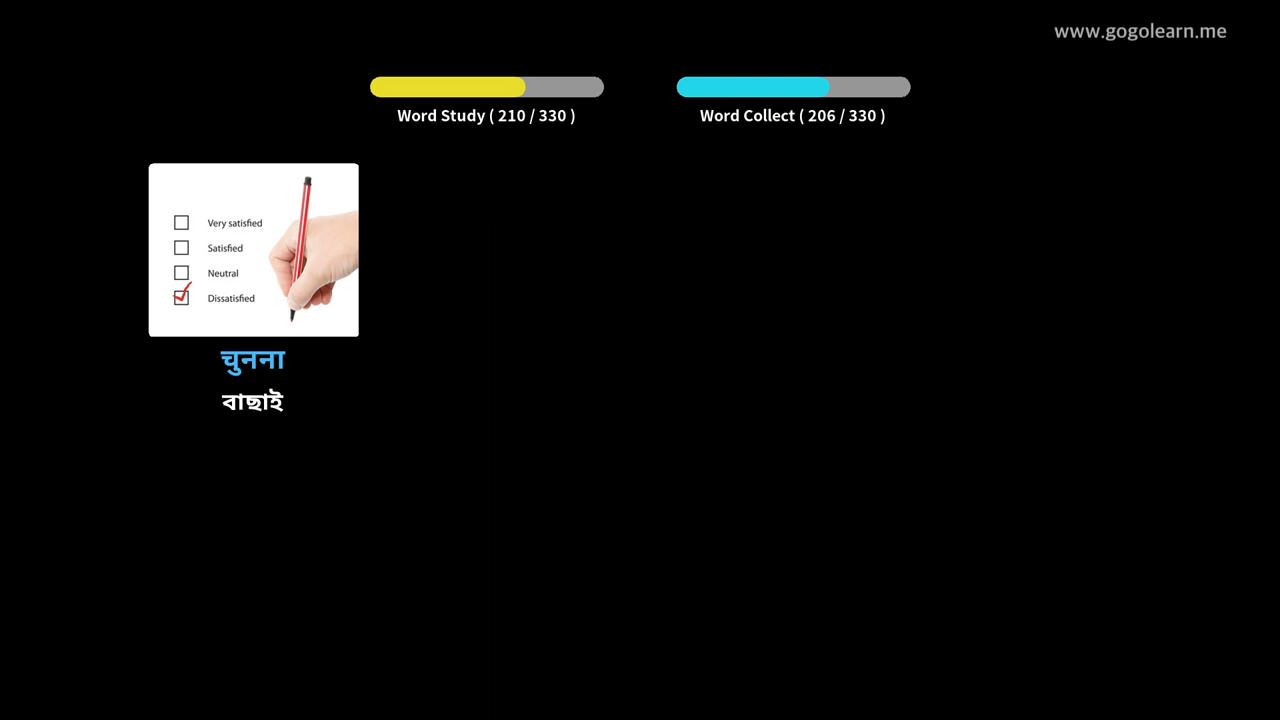 www.gogolearn.me
Word Study ( 210 / 330 )
Word Collect ( 206 / 330 )
Very satisfied
Satisfied
Neutral
Dissatisfied
चुनना
বাছাই